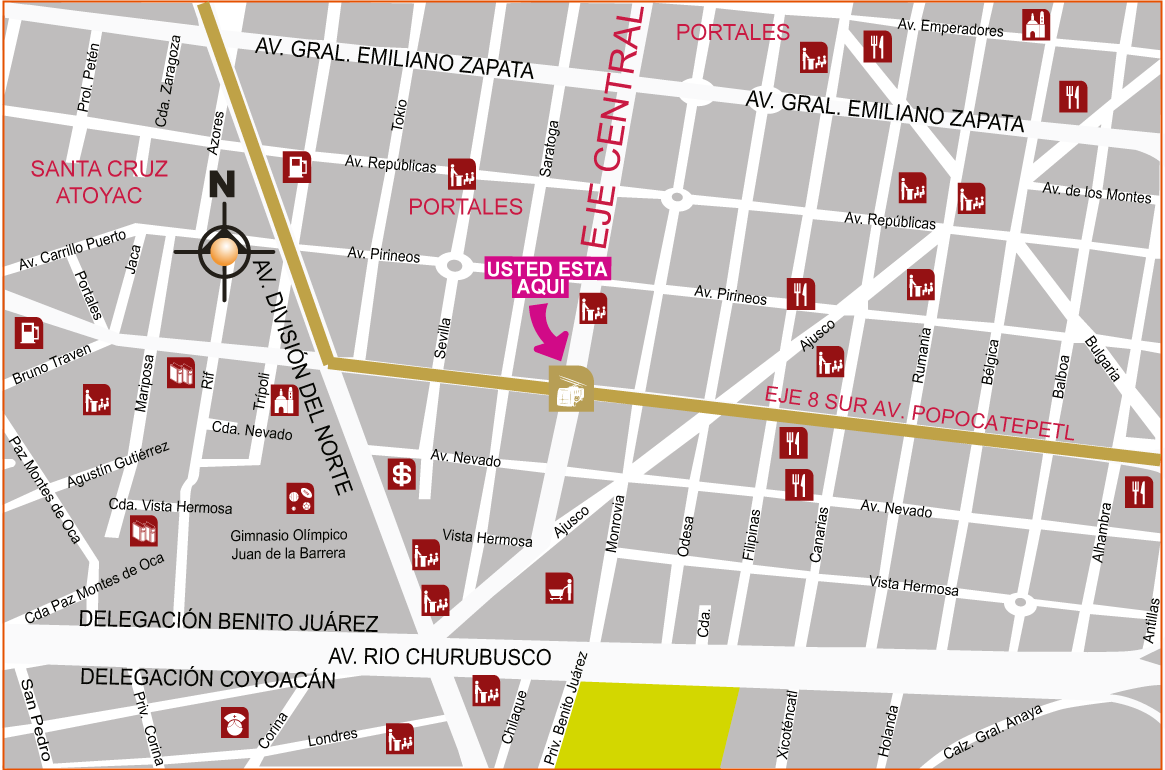 PORTALES
Av. Emperadores
AV. GRAL. EMILIANO ZAPATA
AV. GRAL. EMILIANO ZAPATA
Prol. Petén
Cda. Zaragoza
Azores
Tokio
Saratoga
EJE CENTRAL
SANTA CRUZ
ATOYAC
N
Av. Repúblicas
PORTALES
Av. de los Montes
Av. Repúblicas
Av. Carrillo Puerto
Jaca
Portales
Av. Pirineos
USTED ESTA
AQUI
Av. Pirineos
AV. DIVISIÓN DEL NORTE
Sevilla
Ajusco
Rumania
Bélgica
Balboa
Bulgaria
Bruno Traven
Mariposa
Rif
Tripoli
EJE 8 SUR AV. POPOCATEPETL
Cda. Nevado
Av. Nevado
Paz Montes de Oca
Agustín Gutiérrez
Cda. Vista Hermosa
$
Gimnasio Olímpico
Juan de la Barrera
Vista Hermosa
Ajusco
Monrovia
Odesa
Filipinas
Canarias
Av. Nevado
Alhambra
Vista Hermosa
Cda Paz Montes de Oca
Cda.
Antillas
DELEGACIÓN BENITO JUÁREZ
AV. RIO CHURUBUSCO
DELEGACIÓN COYOACÁN
San Pedro
Priv. Corina
Corina
Londres
Chilaque
Priv. Benito Juárez
Xicoténcatl
Holanda
Calz. Gral. Anaya